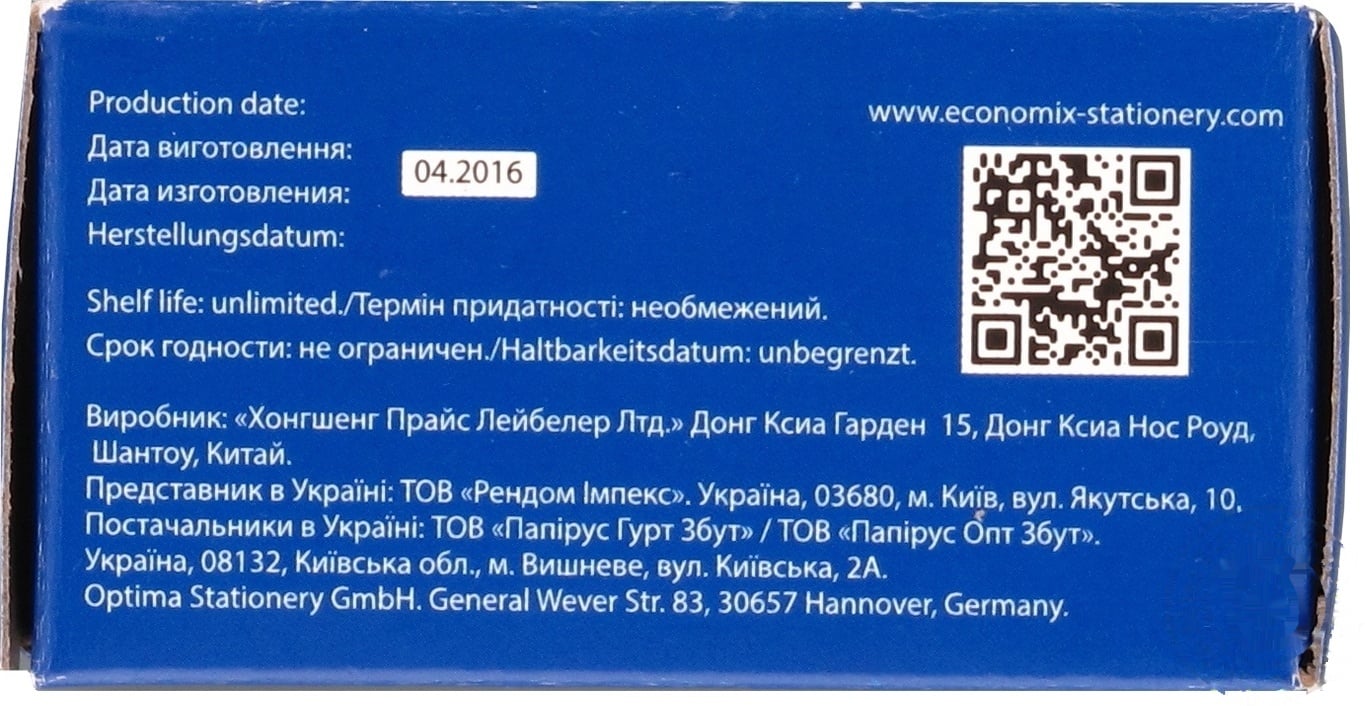 Production date:
Дата виготовлення:
Дата изготовления:
Herstellungsdatum:
04.2016
www.economix-stationery.com
Shelf life: unlimited./Термін придатності: необмежений.
Срок годности: не ограничен./Haltbarkeitsdatum: unbegrenzt.
Виробник: «Хонгшенг Прайс Лейбелер Лтд.» Донг Ксиа Гарден 15, Донг Ксиа Нос Роуд,
Шантоу, Китай.
Представник в Україні: ТОВ «Рендом Імпекс». Україна, 03680, м. Київ, вул. Якутська, 10,
Постачальники в Україні: ТОВ «Папірус Гурт Збут» / ТОВ «Папірус Опт Збут».
Україна, 08132, Київська обл., м. Вишневе, вул. Київська, 2А.
Optima Stationery GmbH. General Wever Str. 83, 30657 Hannover, Germany.